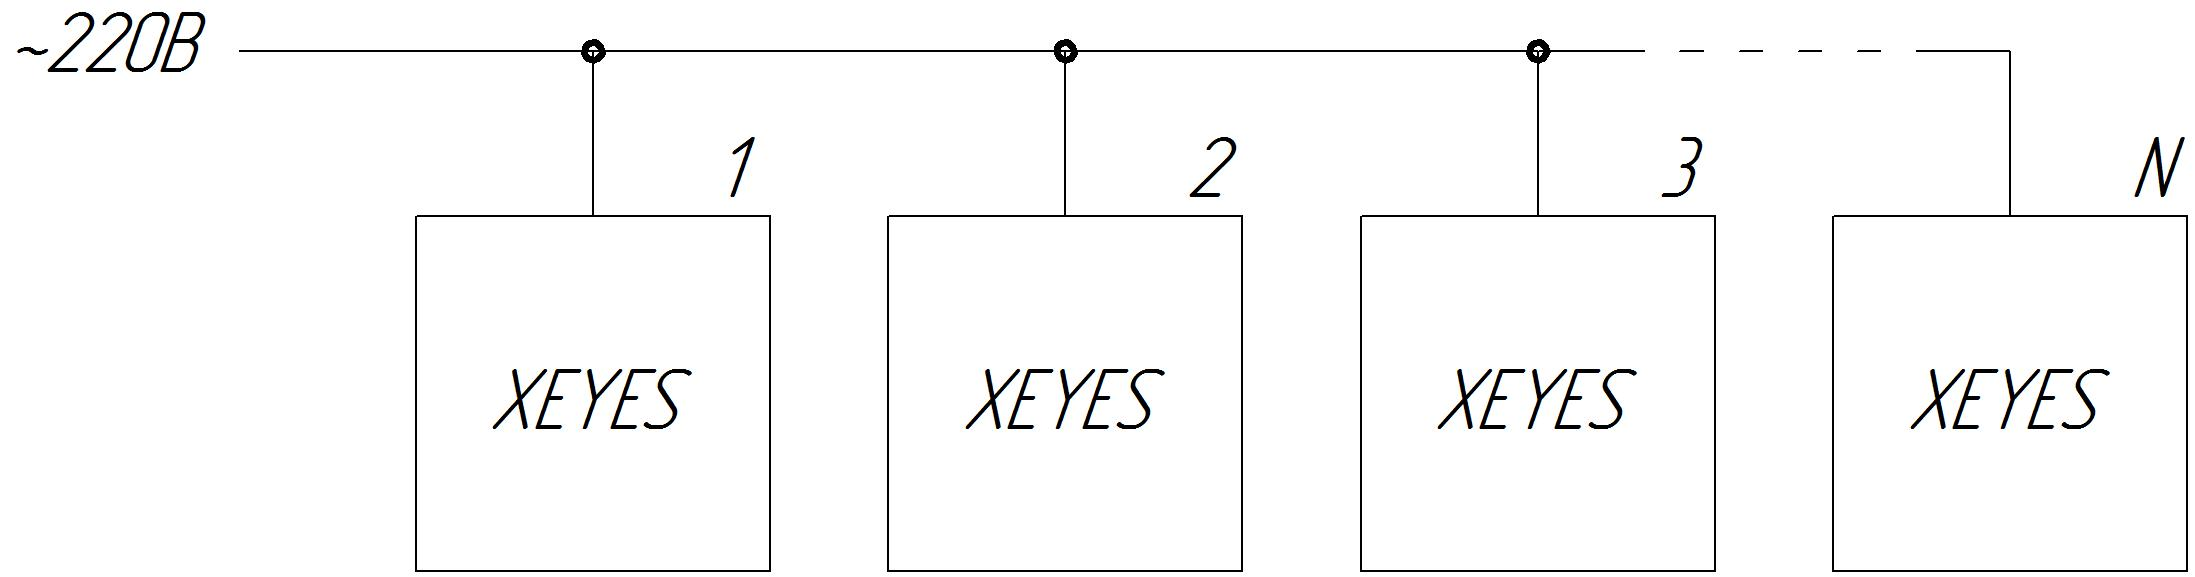 ~220В
1 2 3 N
XEYES XEYES XEYES XEYES